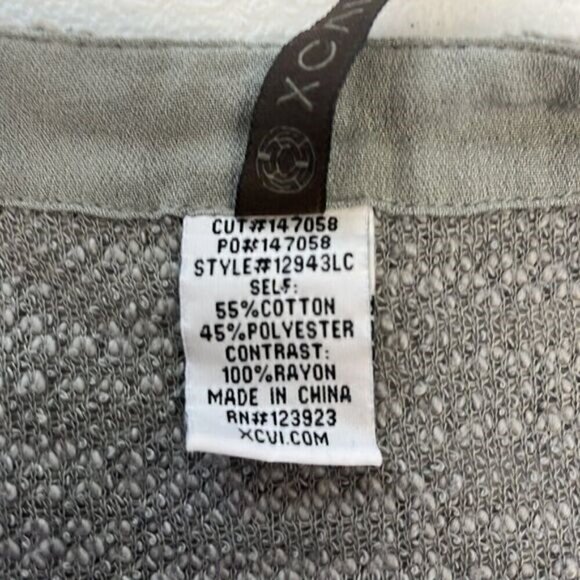 XCVI
CUT#147058
PO#147058
STYLE#12943LC
SELF:
55%COTTON
45%POLYESTER
CONTRAST:
100%RAYON
MADE IN CHINA
RN#123923
XCVI.COM